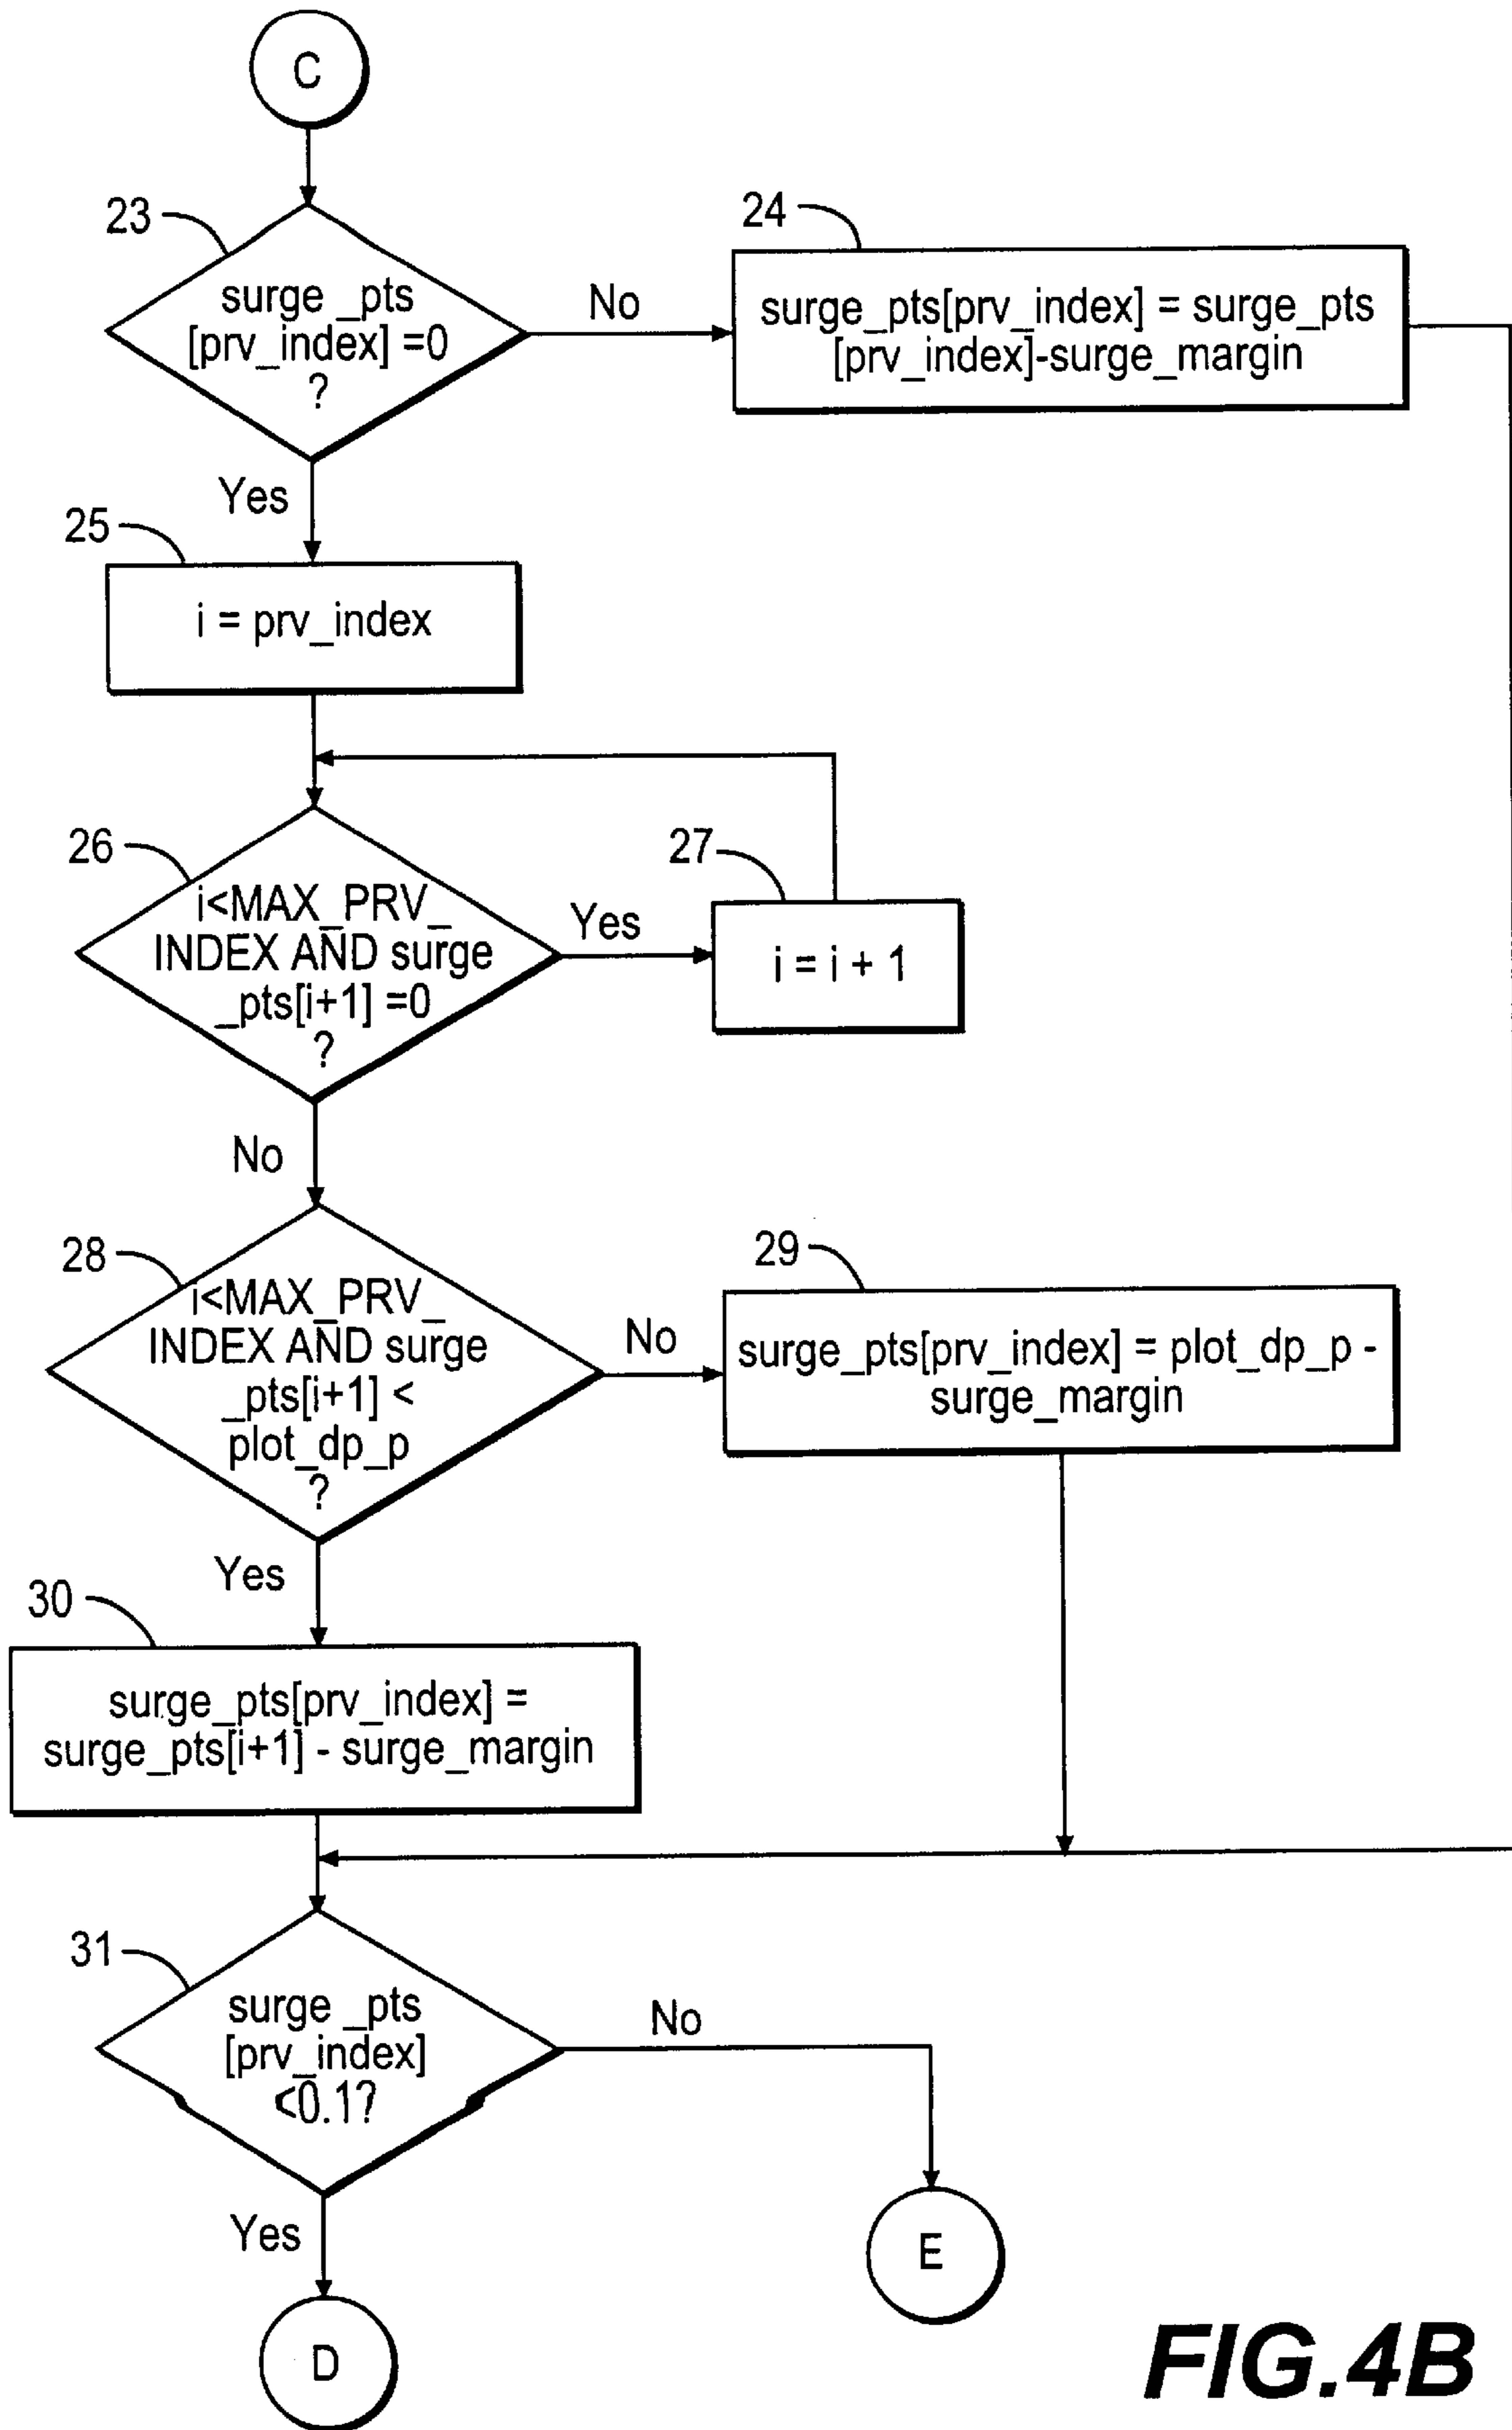 C
23
surge _pts
[prv_index] =0
?
No
24
surge_pts[prv_index] = surge_pts
[prv_index]-surge_margin
Yes
25
i = prv_index
26
i<MAX_PRV_
INDEX AND surge
_pts[i+1] =0
?
Yes
27
i = i + 1
No
28
i<MAX_PRV_
INDEX AND surge
_pts[i+1] <
plot_dp_p
?
No
29
surge_pts[prv_index] = plot_dp_p -
surge_margin
Yes
30
surge_pts[prv_index] =
surge_pts[i+1] - surge_margin
31
surge _pts
[prv_index]
<0.1?
No
Yes
E
D
FIG.4B